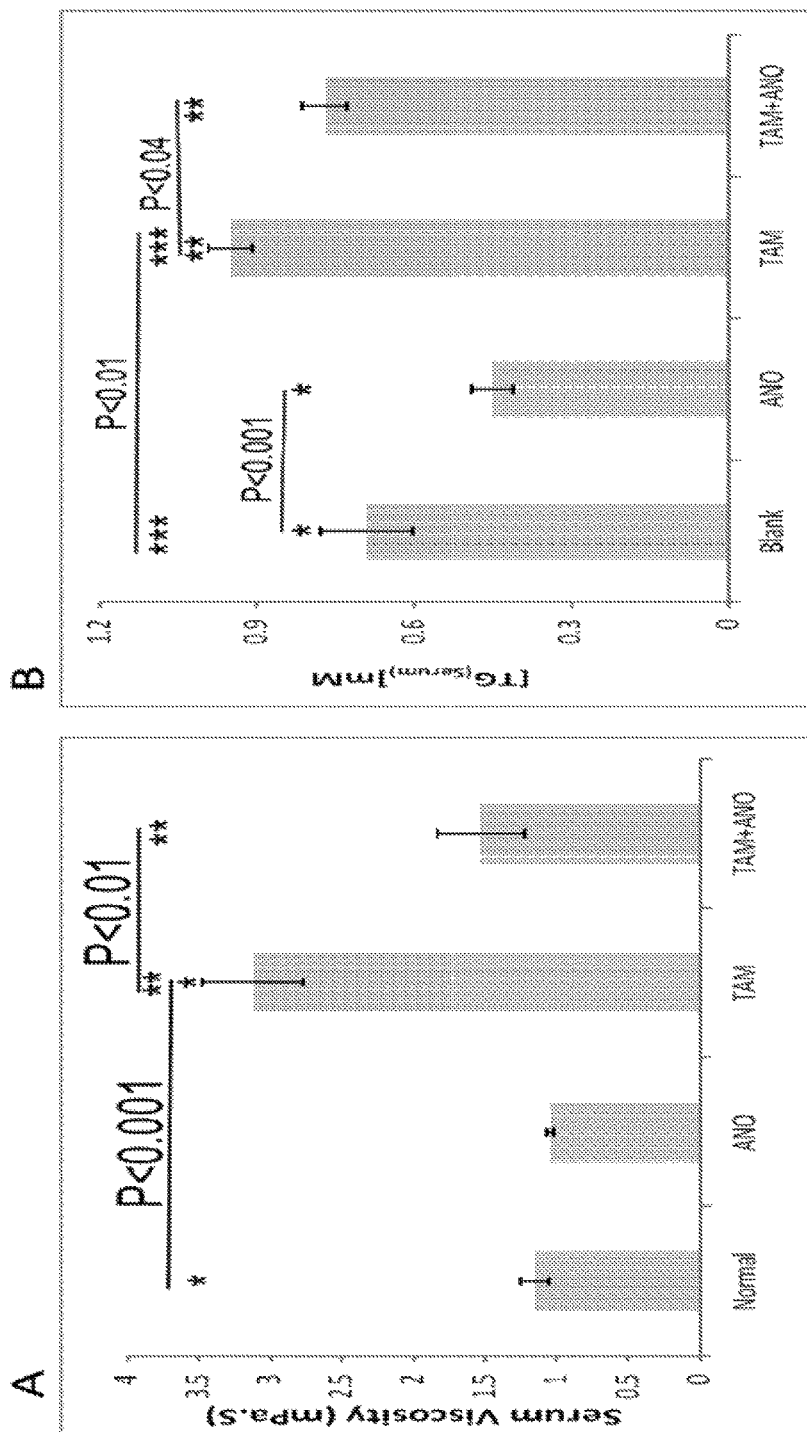 A
Serum Viscosity (mPa.S)
4
3.5
3
2.5
2
1.5
1
0.5
0
P<0.01
P<0.001
**
**
*
*
Normal
ANO
TAM
TAM+ANO
B
[TG(Serum)]mM
1.2
0.9
0.6
0.3
0
P<0.01
P<0.04
P<0.001
***
***
**
**
*
*
Blank
ANO
TAM
TAM+ANO